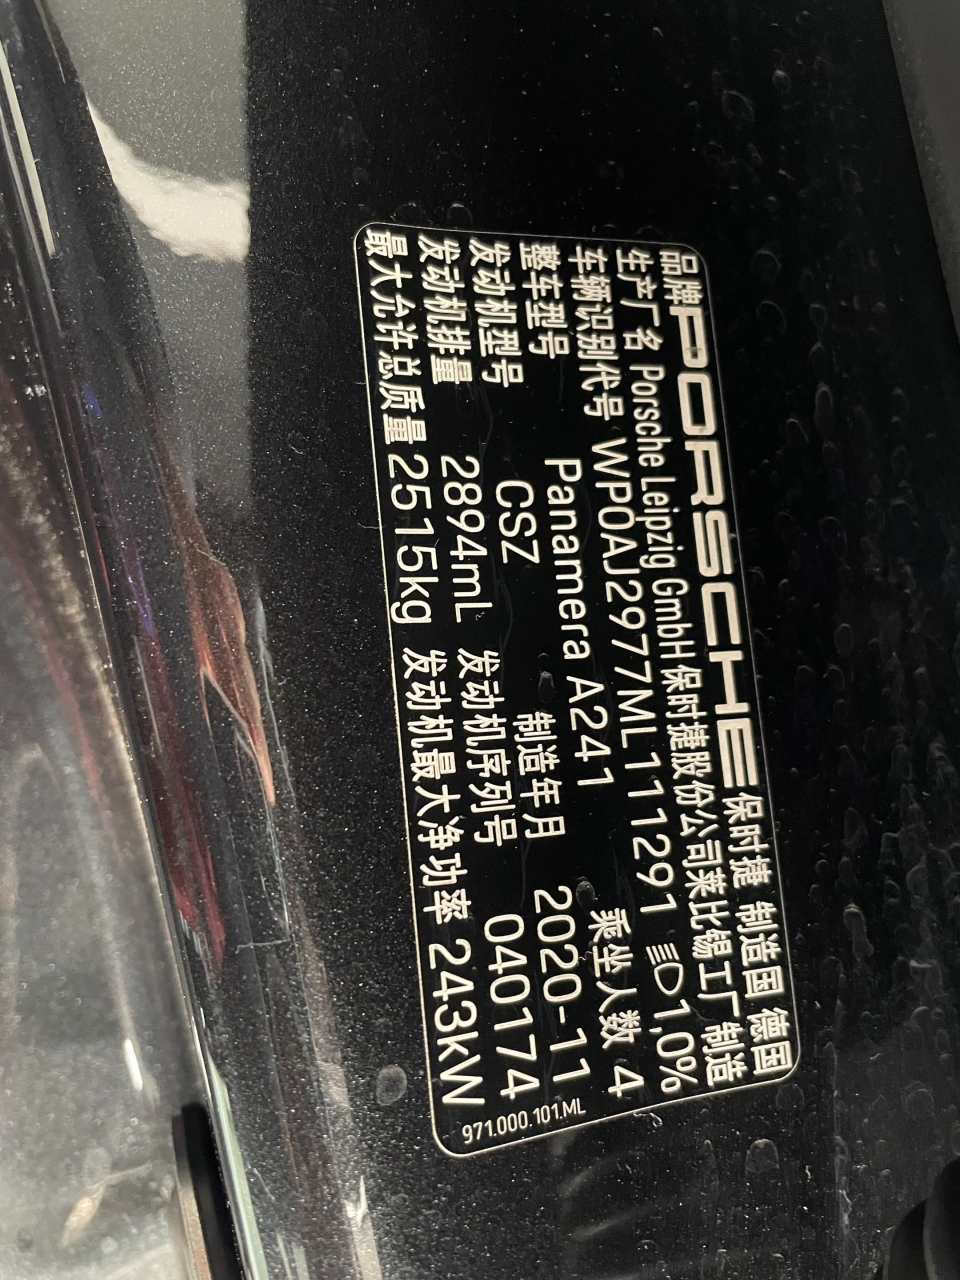 品牌PORSCHE保时捷 制造国 德国
生产厂名 Porsche Leipzig GmbH保时捷股份公司莱比锡工厂 制造
车辆识别代号 WP0AJ2977ML111291 1,0%
整车型号 Panamera A241 乘坐人数 4
发动机型号 CSZ 制造年月 2020-11
发动机排量 2894mL 发动机序列号 040174
最大允许总质量 2515kg 发动机最大净功率 243kW
971.000.101.ML